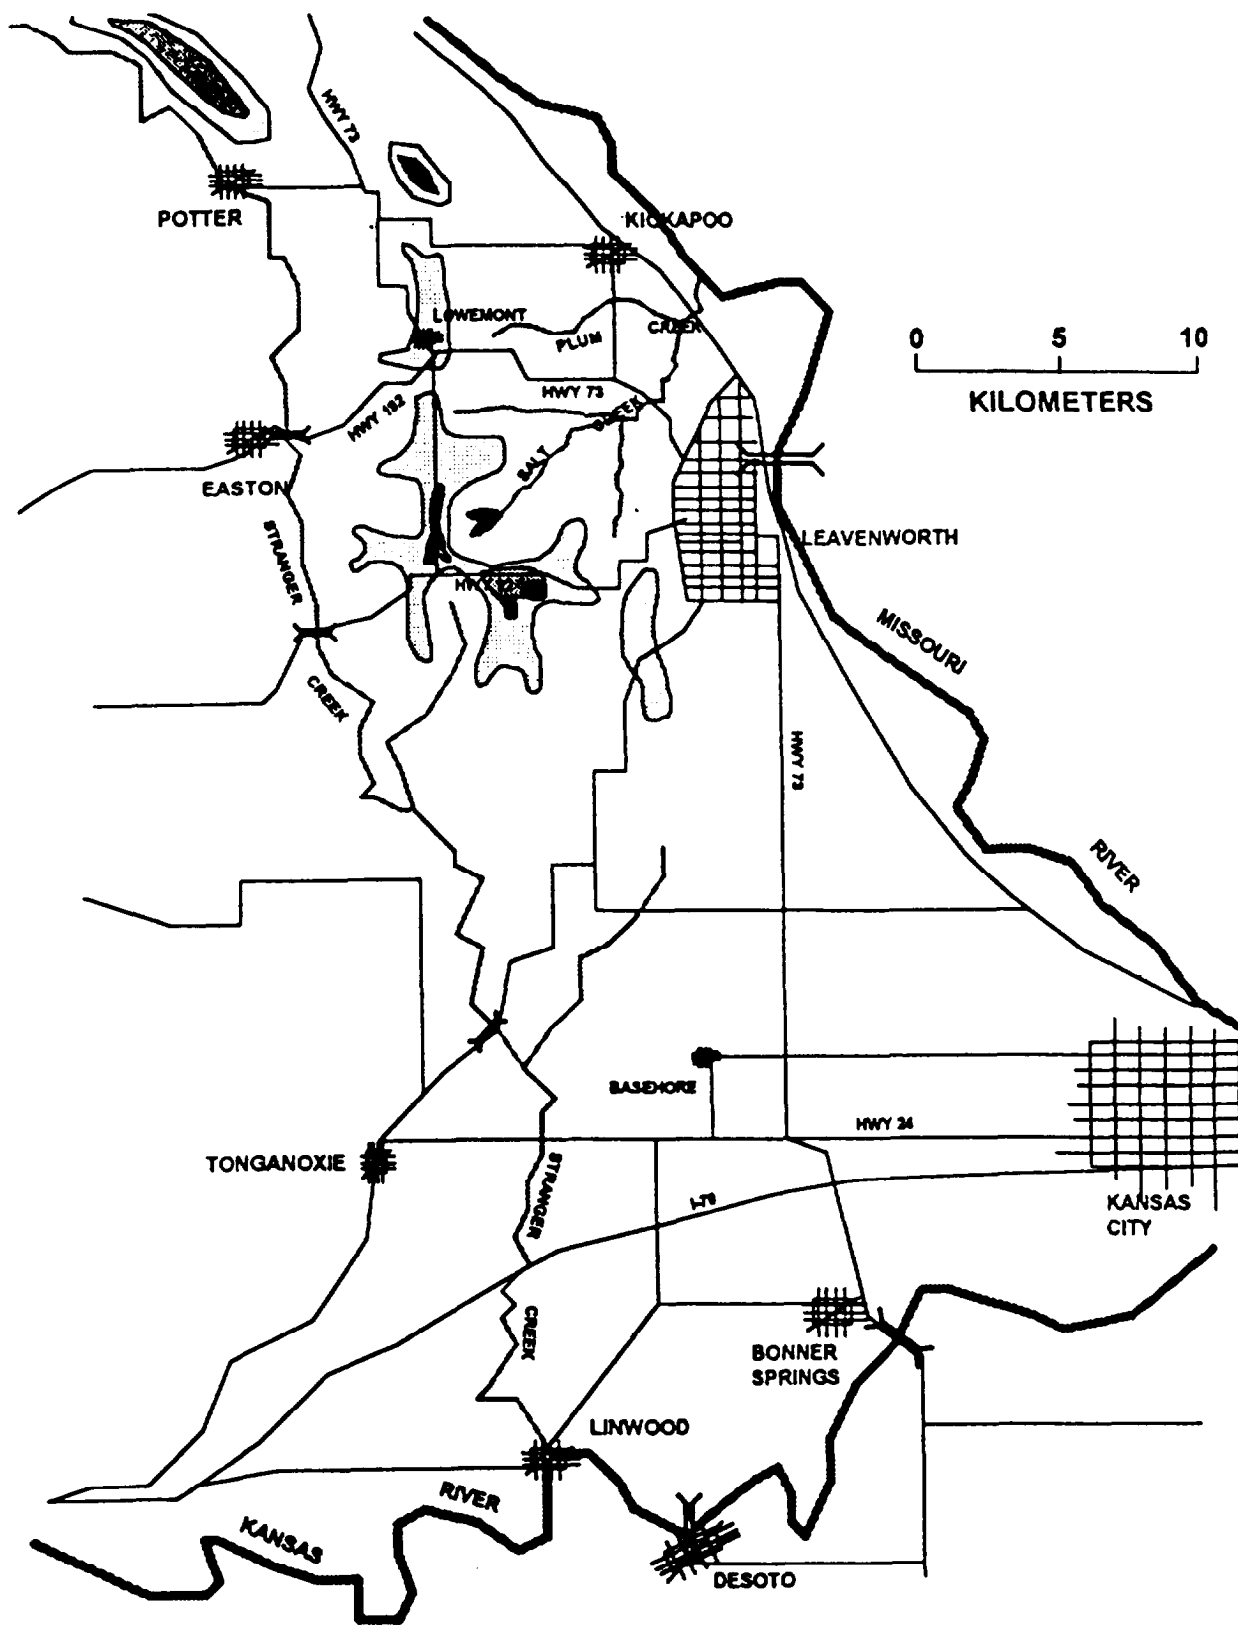 HWY 73
POTTER
KICKAPOO
LOWEMONT
PLUM
CREEK
0 5 10
KILOMETERS
HWY 73
HWY 192
CREEK
SALT
EASTON
STRANGER
LEAVENWORTH
MISSOURI
CREEK
HWY 73
RIVER
BASEHORE
HWY 24
TONGANOXIE
STRANGER
I-70
KANSAS
CITY
CREEK
BONNER
SPRINGS
LINWOOD
RIVER
KANSAS
DESOTO